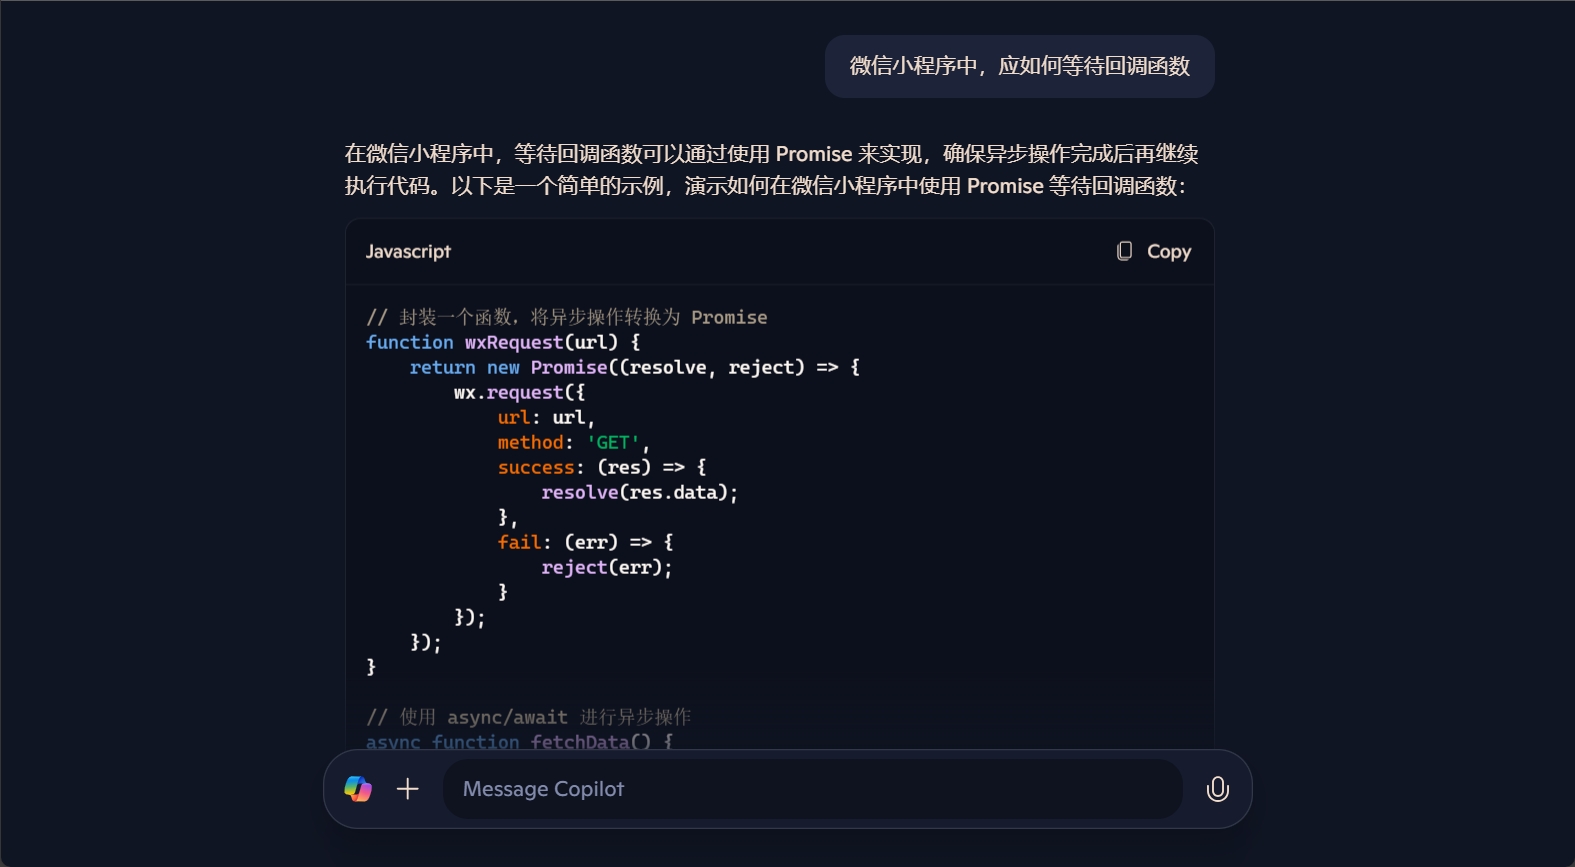 微信小程序中，应如何等待回调函数
在微信小程序中，等待回调函数可以通过使用 Promise 来实现，确保异步操作完成后再继续
执行代码。以下是一个简单的示例，演示如何在微信小程序中使用 Promise 等待回调函数：
Javascript
Copy
// 封装一个函数，将异步操作转换为 Promise
function wxRequest(url) {
    return new Promise((resolve, reject) => {
        wx.request({
            url: url,
            method: 'GET',
            success: (res) => {
                resolve(res.data);
            },
            fail: (err) => {
                reject(err);
            }
        });
    });
}
// 使用 async/await 进行异步操作
async function fetchData() {
Message Copilot